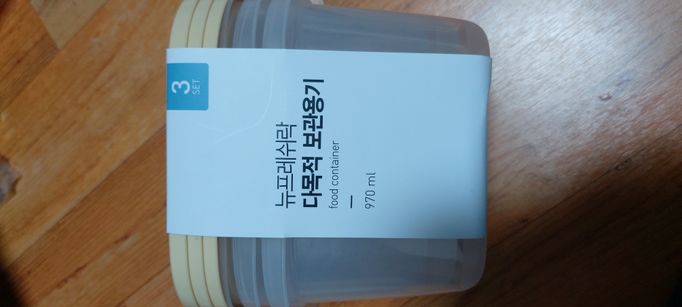 3
SET
뉴프레쉬락
다목적 보관용기
food container
970 ml